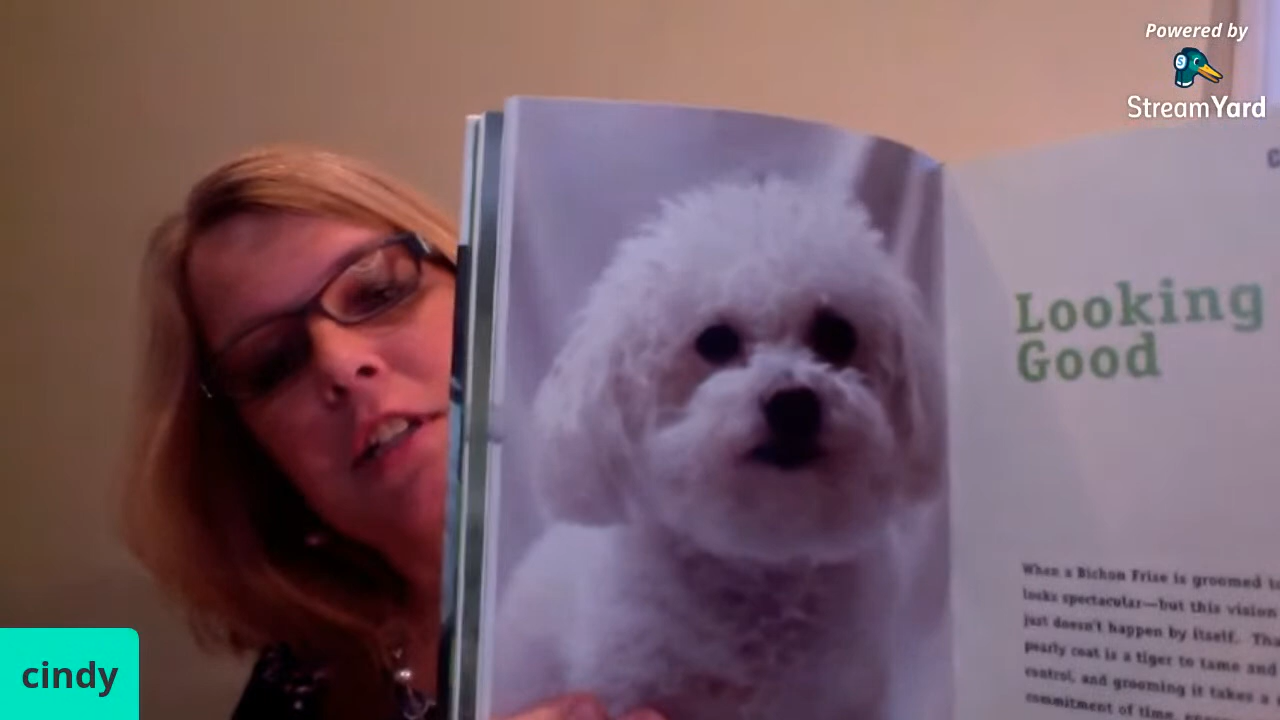 Powered by
StreamYard
Looking
Good
When a Bichon Frise is groomed
looks spectacular—but this vision
just doesn't happen by itself.
pearly coat is a tiger to tame and
control, and grooming it takes a
commitment of time,
cindy